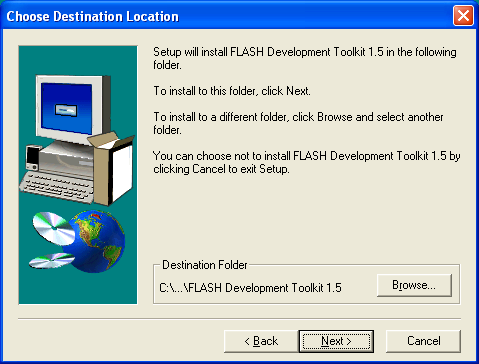 Choose Destination Location
Setup will install FLASH Development Toolkit 1.5 in the following
folder.
To install to this folder, click Next.
To install to a different folder, click Browse and select another
folder.
You can choose not to install FLASH Development Toolkit 1.5 by
clicking Cancel to exit Setup.
Destination Folder
C:\...\FLASH Development Toolkit 1.5
Browse...
< Back
Next >
Cancel